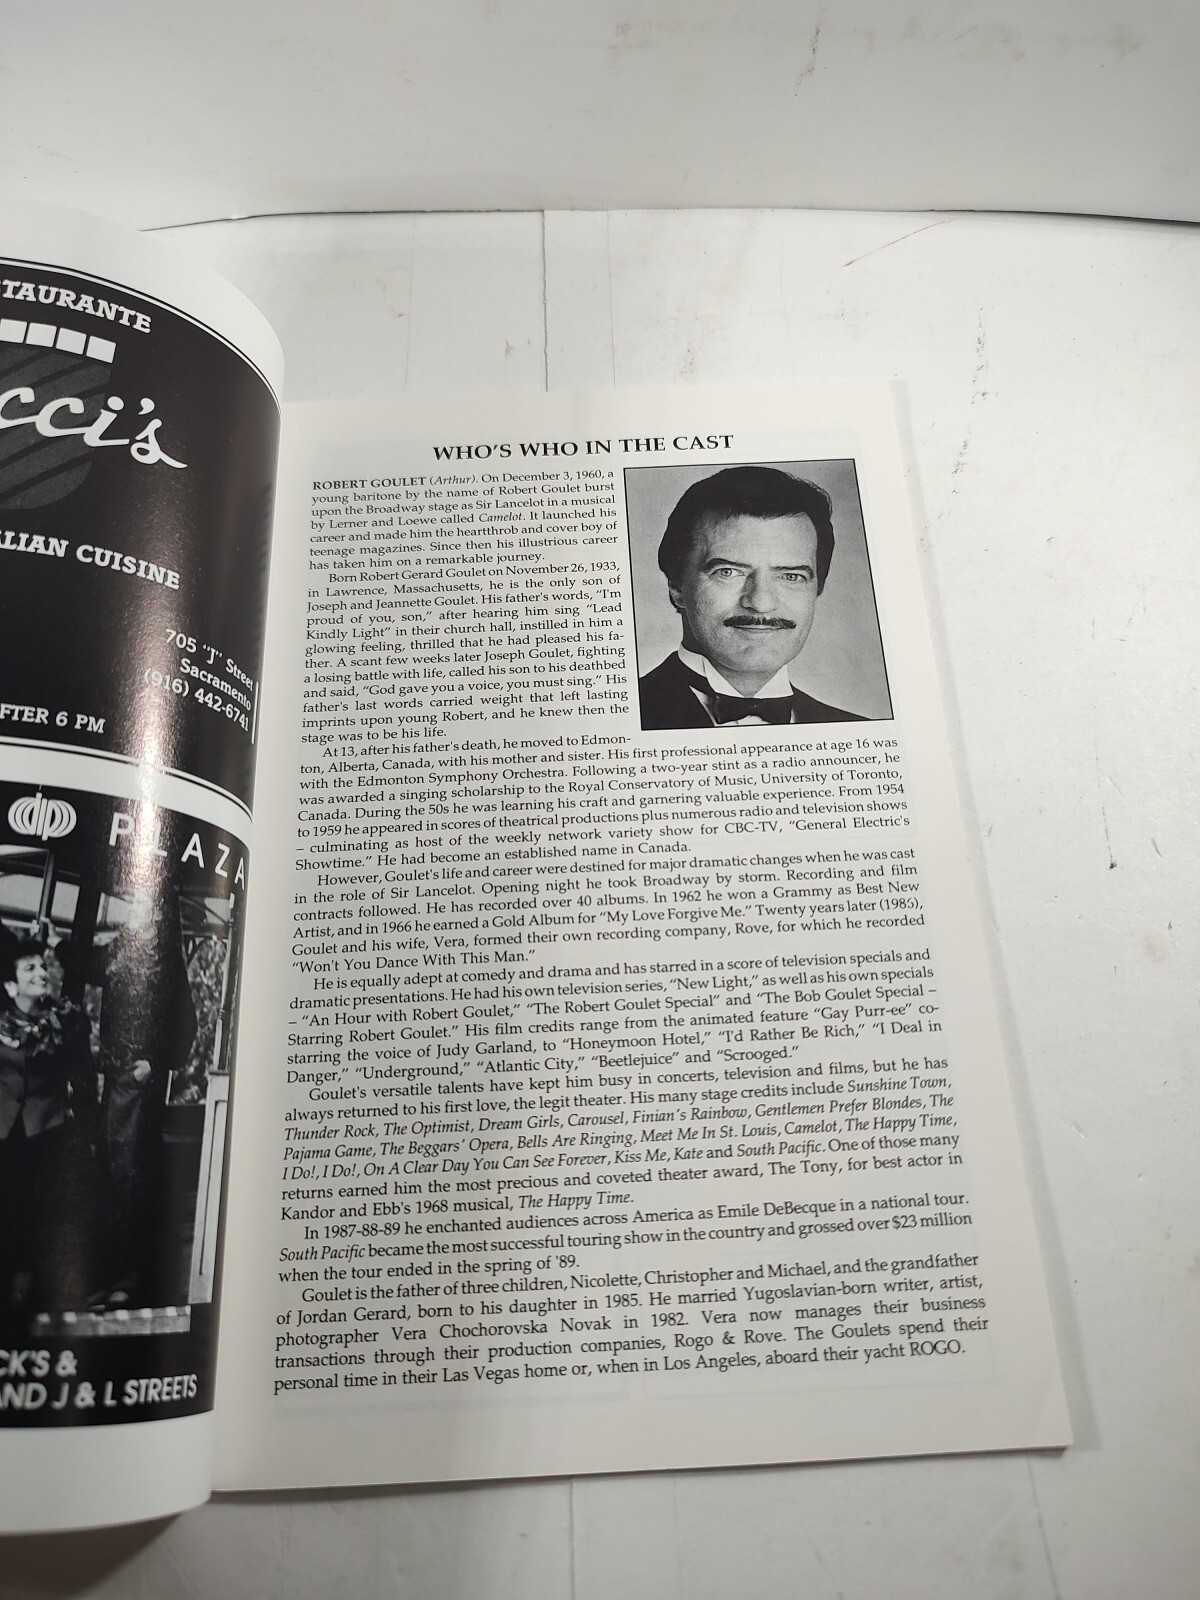 TAURANTE
cci's
LIAN CUISINE
705 "J" Street
Sacramento
(916) 442-6741
FTER 6 PM
dp PLAZA
CK'S &
AND J & L STREETS
WHO'S WHO IN THE CAST
ROBERT GOULET (Arthur). On December 3, 1960, a
young baritone by the name of Robert Goulet burst
upon the Broadway stage as Sir Lancelot in a musical
by Lerner and Loewe called Camelot. It launched his
career and made him the heartthrob and cover boy of
teenage magazines. Since then his illustrious career
has taken him on a remarkable journey.
Born Robert Gerard Goulet on November 26, 1933,
in Lawrence, Massachusetts, he is the only son of
Joseph and Jeannette Goulet. His father's words, "I'm
proud of you, son," after hearing him sing "Lead
Kindly Light" in their church hall, instilled in him a
glowing feeling, thrilled that he had pleased his fa-
ther. A scant few weeks later Joseph Goulet, fighting
a losing battle with life, called his son to his deathbed
and said, "God gave you a voice, you must sing." His
father's last words carried weight that left lasting
imprints upon young Robert, and he knew then the
stage was to be his life.
At 13, after his father's death, he moved to Edmon-
ton, Alberta, Canada, with his mother and sister. His first professional appearance at age 16 was
with the Edmonton Symphony Orchestra. Following a two-year stint as a radio announcer, he
was awarded a singing scholarship to the Royal Conservatory of Music, University of Toronto,
Canada. During the 50s he was learning his craft and garnering valuable experience. From 1954
to 1959 he appeared in scores of theatrical productions plus numerous radio and television shows
– culminating as host of the weekly network variety show for CBC-TV, "General Electric's
Showtime." He had become an established name in Canada.
However, Goulet's life and career were destined for major dramatic changes when he was cast
in the role of Sir Lancelot. Opening night he took Broadway by storm. Recording and film
contracts followed. He has recorded over 40 albums. In 1962 he won a Grammy as Best New
Artist, and in 1966 he earned a Gold Album for "My Love Forgive Me." Twenty years later (1986),
Goulet and his wife, Vera, formed their own recording company, Rove, for which he recorded
"Won't You Dance With This Man."
He is equally adept at comedy and drama and has starred in a score of television specials and
dramatic presentations. He had his own television series, "New Light," as well as his own specials
– "An Hour with Robert Goulet," "The Robert Goulet Special" and "The Bob Goulet Special –
Starring Robert Goulet." His film credits range from the animated feature "Gay Purr-ee" co-
starring the voice of Judy Garland, to "Honeymoon Hotel," "I'd Rather Be Rich," "I Deal in
Danger," "Underground," "Atlantic City," "Beetlejuice" and "Scrooged."
Goulet's versatile talents have kept him busy in concerts, television and films, but he has
always returned to his first love, the legit theater. His many stage credits include Sunshine Town,
Thunder Rock, The Optimist, Dream Girls, Carousel, Finian's Rainbow, Gentlemen Prefer Blondes, The
Pajama Game, The Beggars' Opera, Bells Are Ringing, Meet Me In St. Louis, Camelot, The Happy Time,
I Do!, I Do!, On A Clear Day You Can See Forever, Kiss Me, Kate and South Pacific. One of those many
returns earned him the most precious and coveted theater award, The Tony, for best actor in
Kandor and Ebb's 1968 musical, The Happy Time.
In 1987-88-89 he enchanted audiences across America as Emile DeBecque in a national tour.
South Pacific became the most successful touring show in the country and grossed over $23 million
when the tour ended in the spring of '89.
Goulet is the father of three children, Nicolette, Christopher and Michael, and the grandfather
of Jordan Gerard, born to his daughter in 1985. He married Yugoslavian-born writer, artist,
photographer Vera Chochorovska Novak in 1982. Vera now manages their business
transactions through their production companies, Rogo & Rove. The Goulets spend their
personal time in their Las Vegas home or, when in Los Angeles, aboard their yacht ROGO.